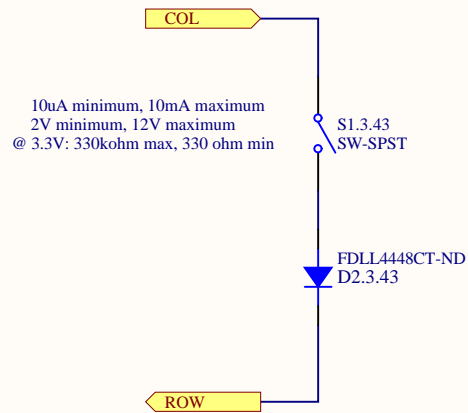 COL
10uA minimum, 10mA maximum
2V minimum, 12V maximum
@ 3.3V: 330kohm max, 330 ohm min
S1.3.43
SW-SPST
FDLL4448CT-ND
D2.3.43
ROW